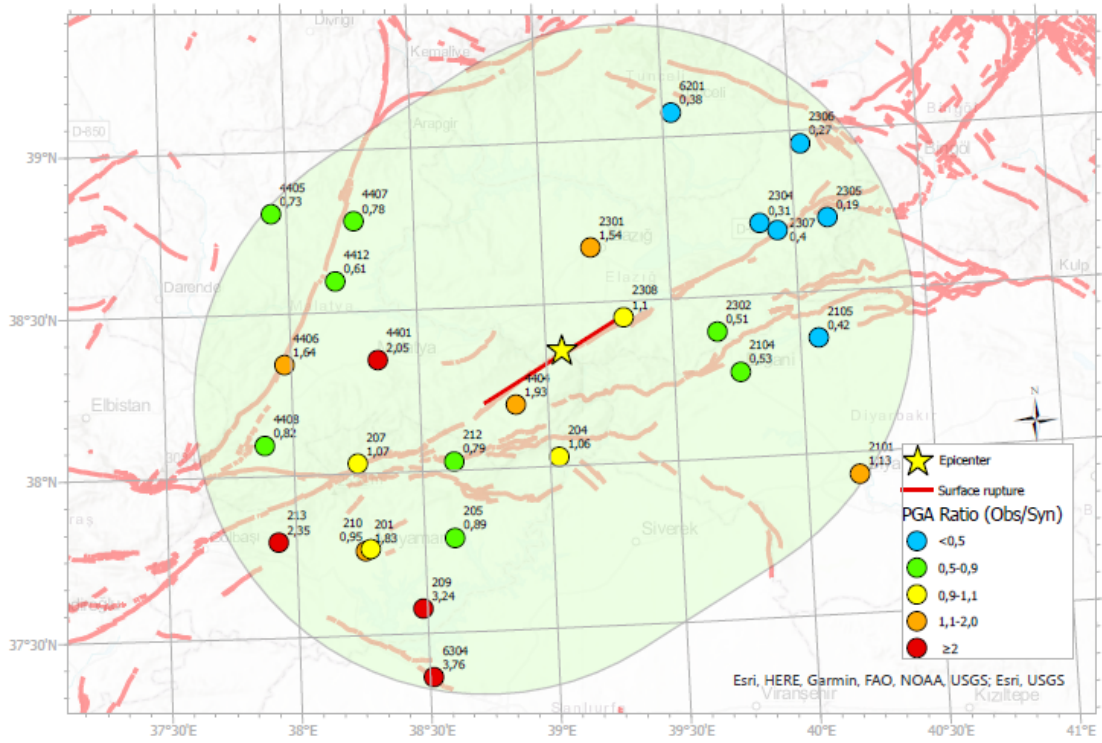 Divriği
Kemaliye
Tunceli
6201
0,38
D-850
Arapgir
2306
0,27
Bingöl
39°N
4405
0,73
4407
0,78
2304
0,31
2305
0,19
2307
0,4
2301
1,54
Elazığ
4412
0,61
Kulp
Darende
Malatya
2308
1,1
38°30'N
2302
0,51
2105
0,42
4406
1,64
4401
2,05
2104
0,53
4404
1,93
Elbistan
N
Diyarbakır
4408
0,82
207
1,07
212
0,79
204
1,06
2101
1,13
38°N
213
2,35
210
0,95
201
1,83
205
0,89
Siverek
209
3,24
37°30'N
6304
3,76
Epicenter
Surface rupture
PGA Ratio (Obs/Syn)
<0,5
0,5-0,9
0,9-1,1
1,1-2,0
≥2
Esri, HERE, Garmin, FAO, NOAA, USGS; Esri, USGS
Viranşehir
Kızıltepe
37°30'E
38°E
38°30'E
39°E
39°30'E
40°E
40°30'E
41°E